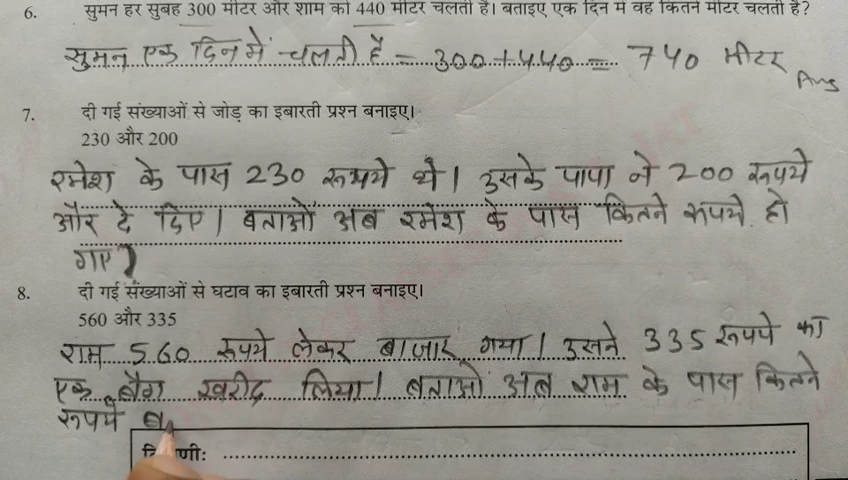 6. सुमन हर सुबह 300 मीटर और शाम को 440 मीटर चलती है। बताइए एक दिन में वह कितने मीटर चलती है?
सुमन एक दिन में चलती है = 300 + 440 = 740 मीटर
Ans
7. दी गई संख्याओं से जोड़ का इबारती प्रश्न बनाइए।
230 और 200
रमेश के पास 230 रूपये थे। उसके पापा ने 200 रूपये
और दे दिए। बताओं अब रमेश के पास कितने रूपये हो
गए?
8. दी गई संख्याओं से घटाव का इबारती प्रश्न बनाइए।
560 और 335
राम 560 रूपये लेकर बाजार गया। उसने 335 रूपये का
एक बैग खरीद लिया। बताओं अब राम के पास कितने
रूपये